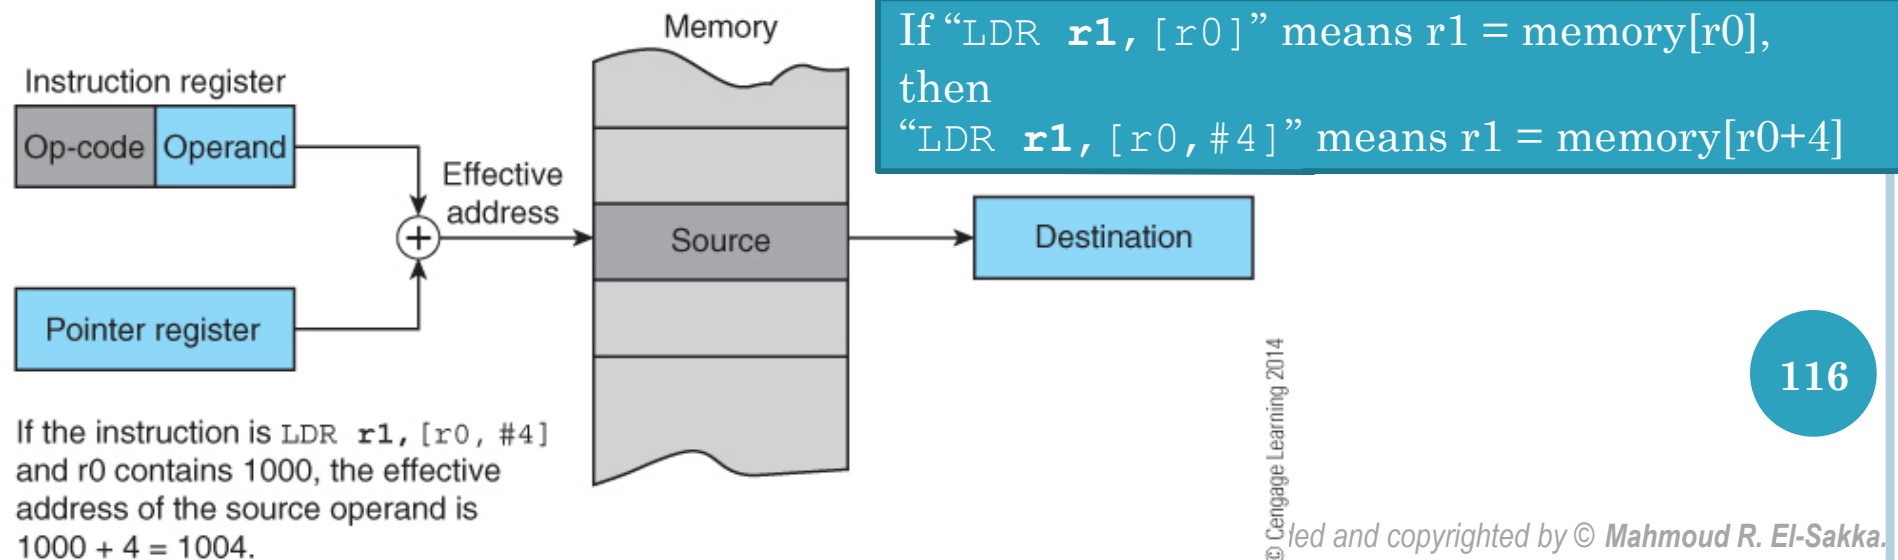 If “LDR r1, [r0]” means r1 = memory[r0],
then
“LDR r1, [r0, #4]” means r1 = memory[r0+4]
Memory
Instruction register
Op-code Operand
Effective
address
+
Source
Destination
Pointer register
If the instruction is LDR r1, [r0, #4]
and r0 contains 1000, the effective
address of the source operand is
1000 + 4 = 1004.
© Cengage Learning 2014
116
and copyrighted by © Mahmoud R. El-Sakka.